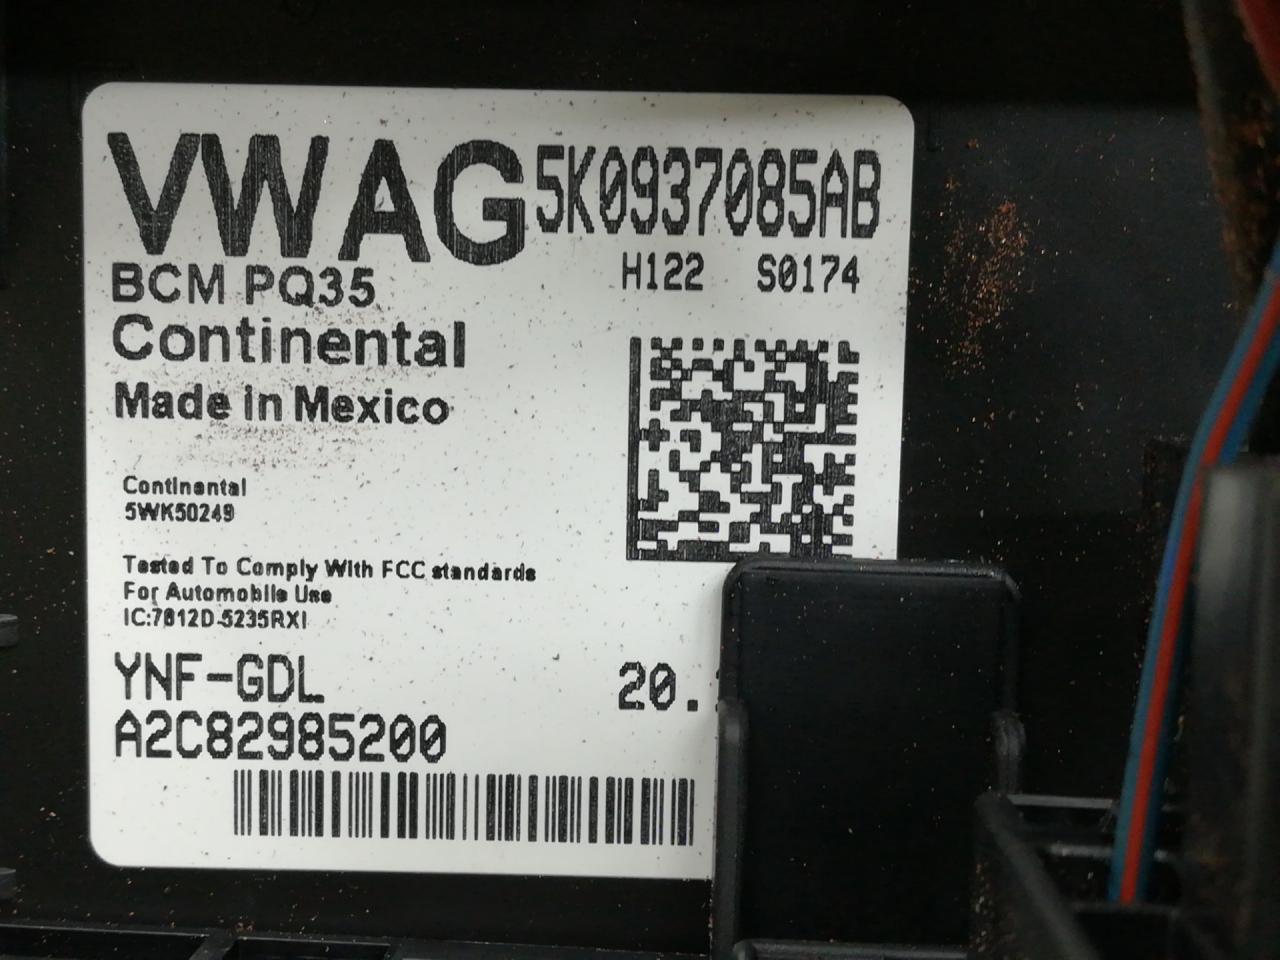 VWAG 5K0937085AB
BCM PQ35 H122 S0174
Continental
Made in Mexico
Continental
5WK50249
Tested To Comply With FCC standards
For Automobile Use
IC:7812D-5235RXI
YNF-GDL 20.
A2C82985200